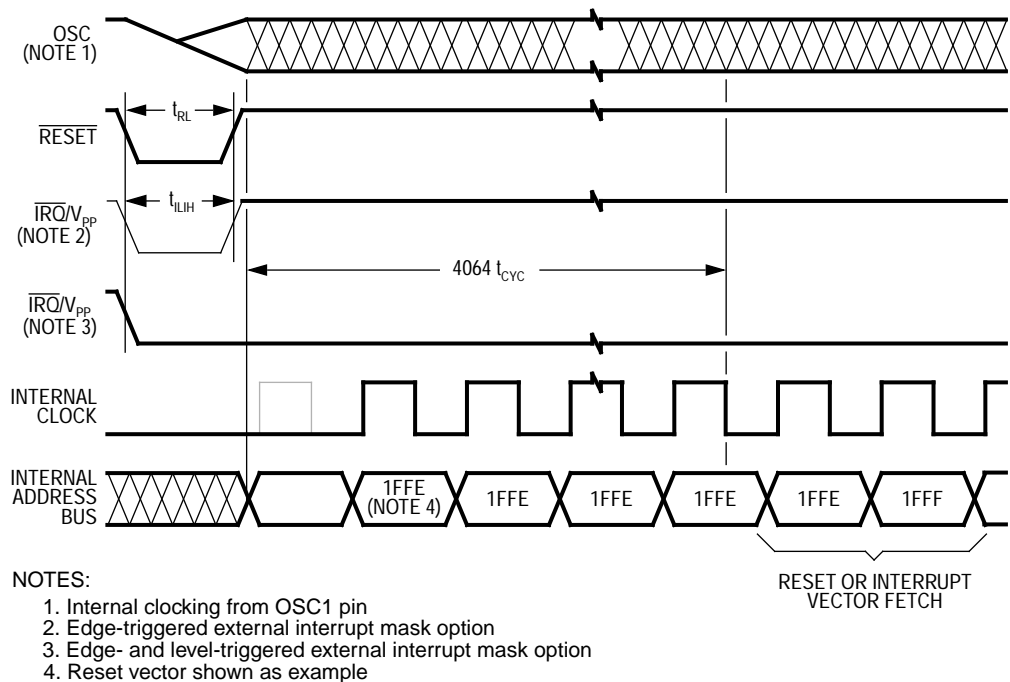 OSC
(NOTE 1)
tRL
RESET
tILIH
IRQ/VPP
(NOTE 2)
4064 tCYC
IRQ/VPP
(NOTE 3)
INTERNAL
CLOCK
INTERNAL
ADDRESS
BUS
1FFE
(NOTE 4)
1FFE
1FFE
1FFE
1FFE
1FFF
RESET OR INTERRUPT
VECTOR FETCH
NOTES:
1. Internal clocking from OSC1 pin
2. Edge-triggered external interrupt mask option
3. Edge- and level-triggered external interrupt mask option
4. Reset vector shown as example